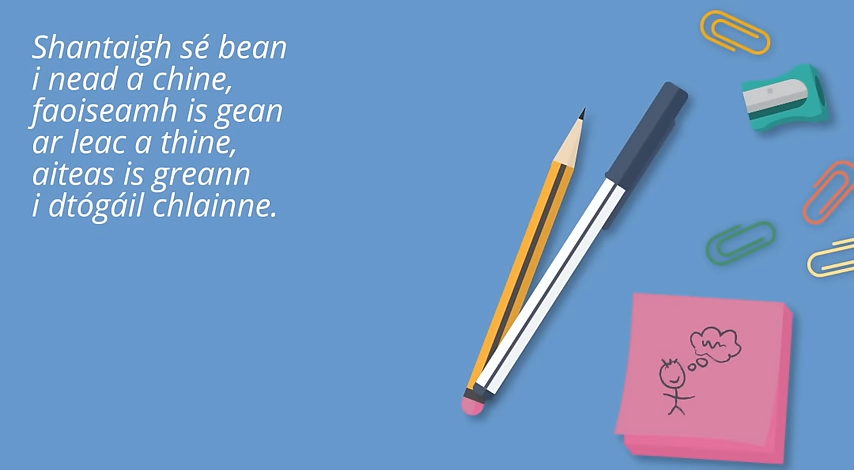 Shantaigh sé bean
i nead a chine,
faoiseamh is gean
ar leac a thine,
aiteas is greann
i dtógáil chlainne.